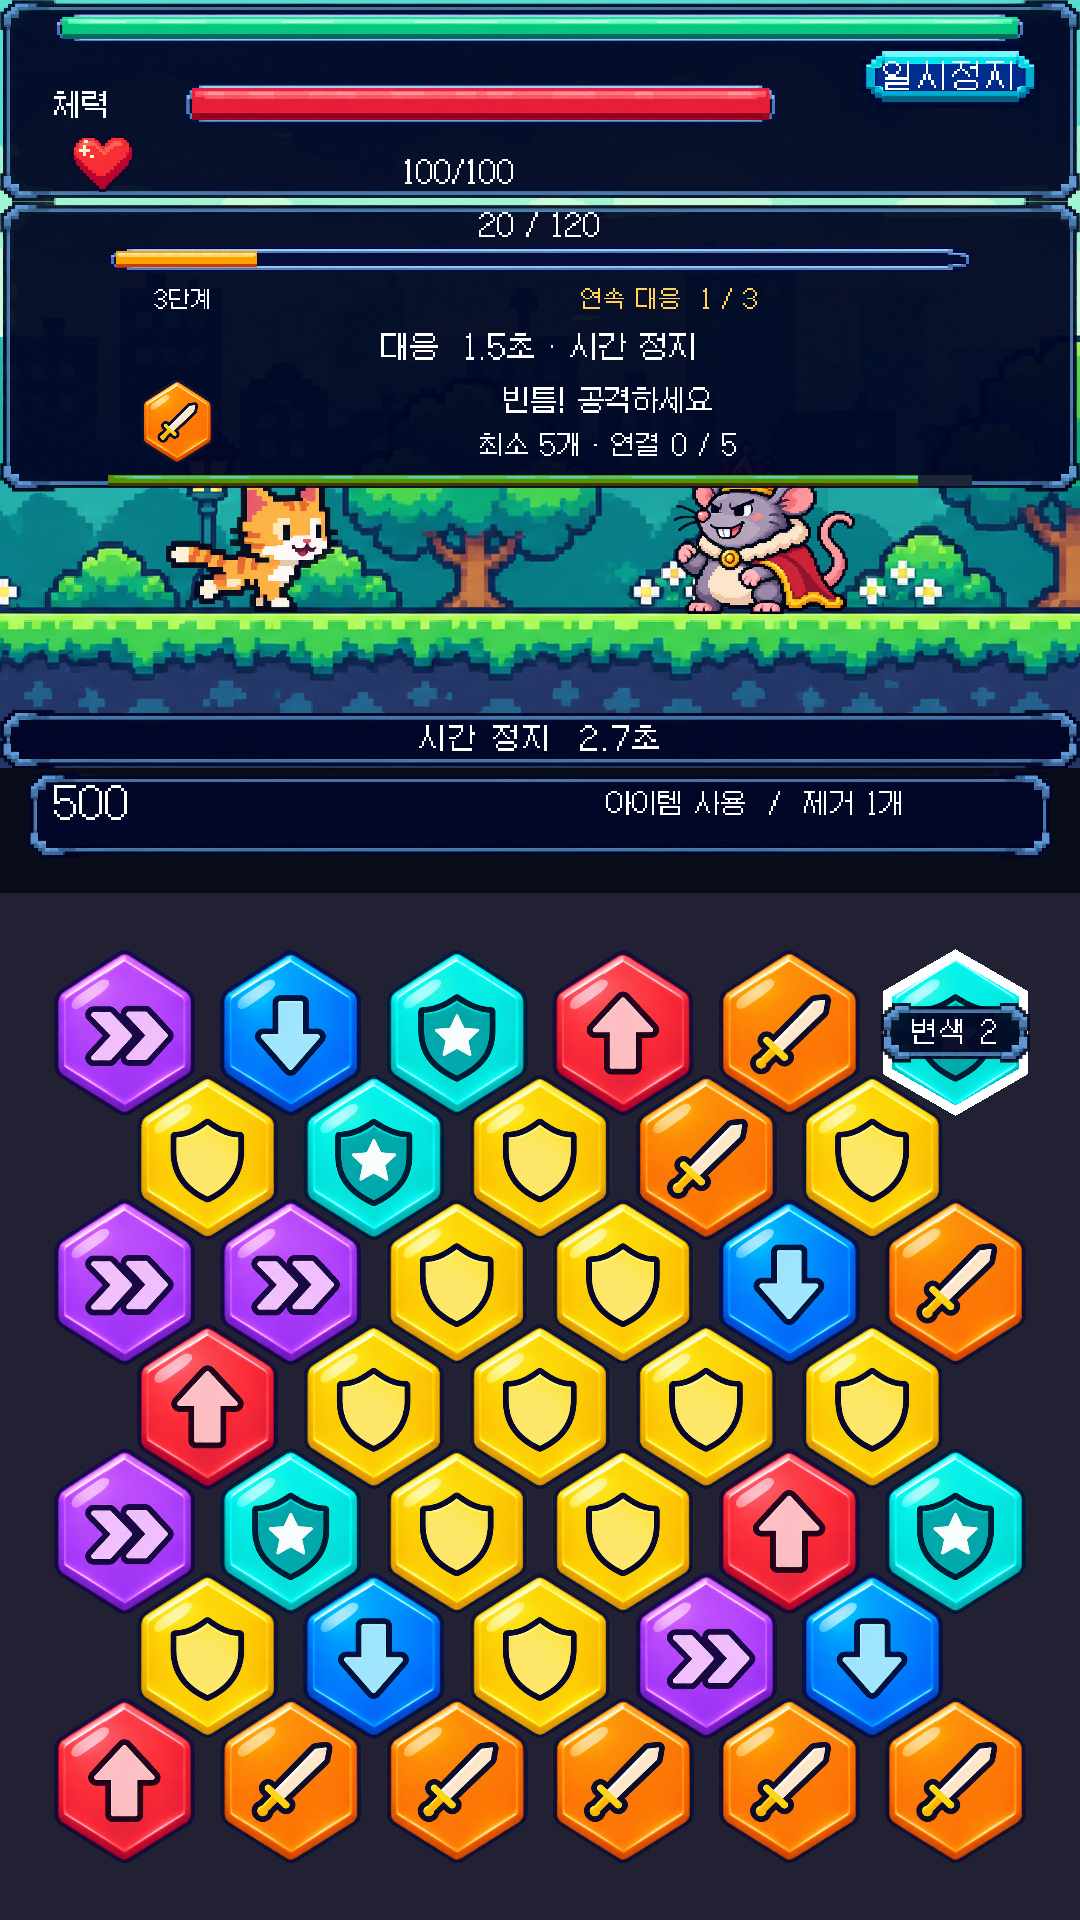 일시정지
체력
100/100
20 / 120
3단계
연속 대응 1 / 3
대응 1.5초 · 시간 정지
빈틈! 공격하세요
최소 5개 · 연결 0 / 5
시간 정지 2.7초
500
아이템 사용 / 제거 1개
변색 2